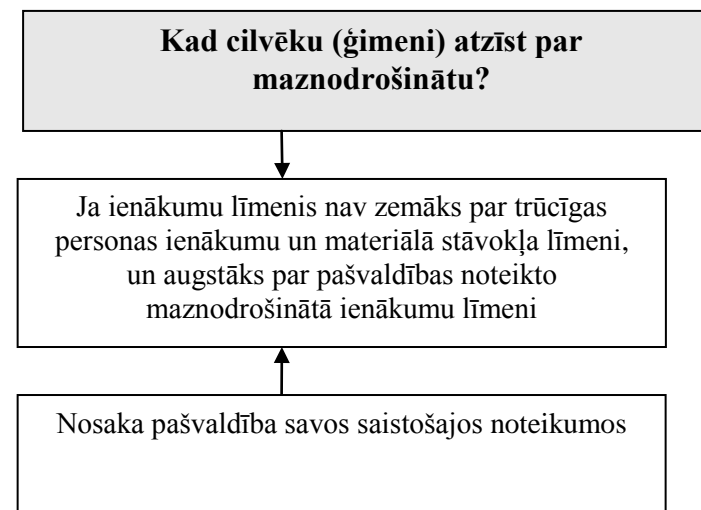 Kad cilvēku (ģimeni) atzīst par
maznodrošinātu?
Ja ienākumu līmenis nav zemāks par trūcīgas
personas ienākumu un materiālā stāvokļa līmeni,
un augstāks par pašvaldības noteikto
maznodrošinātā ienākumu līmeni
Nosaka pašvaldība savos saistošajos noteikumos